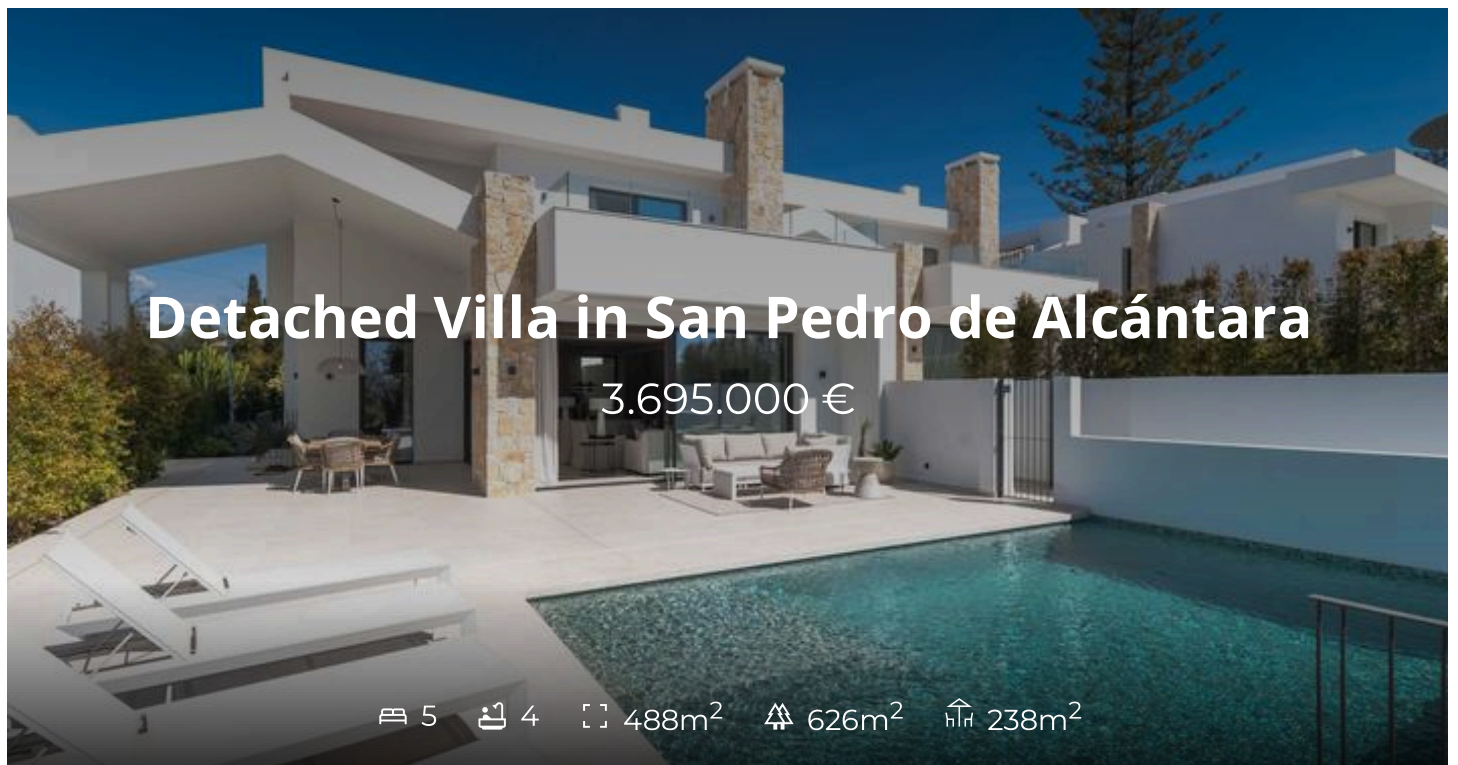 Detached Villa in San Pedro de Alcántara
3.695.000 €
5 4 488m² 626m² 238m²